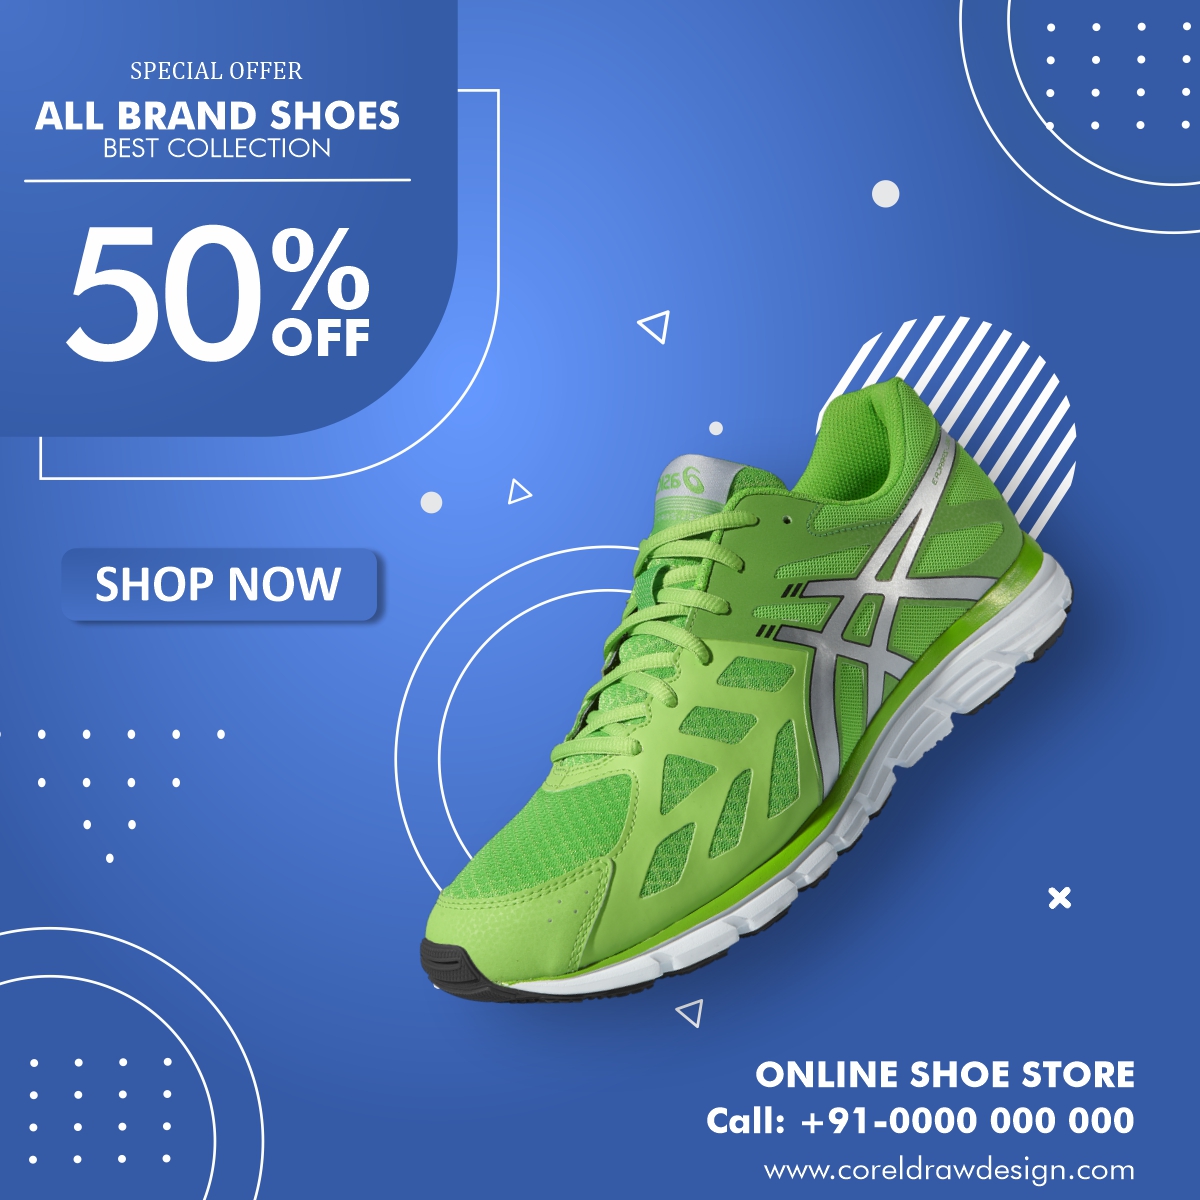 SPECIAL OFFER
ALL BRAND SHOES
BEST COLLECTION
50%
OFF
SHOP NOW
ONLINE SHOE STORE
Call: +91-0000 000 000
www.coreldrawdesign.com